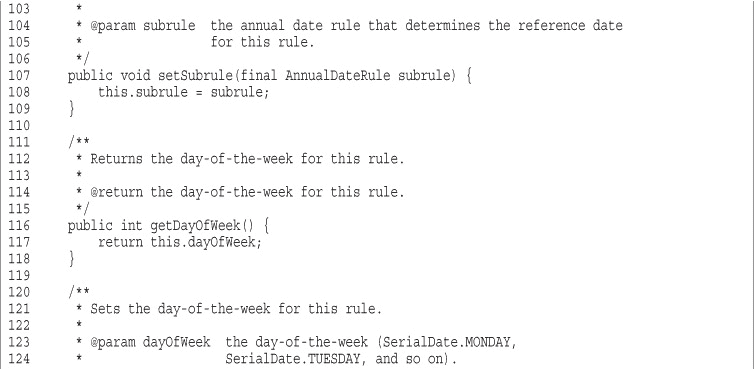 103      *
104      * @param subrule  the annual date rule that determines the reference date
105      *                 for this rule.
106      */
107     public void setSubrule(final AnnualDateRule subrule) {
108         this.subrule = subrule;
109     }
110
111     /**
112      * Returns the day-of-the-week for this rule.
113      *
114      * @return the day-of-the-week for this rule.
115      */
116     public int getDayOfWeek() {
117         return this.dayOfWeek;
118     }
119
120     /**
121      * Sets the day-of-the-week for this rule.
122      *
123      * @param dayOfWeek  the day-of-the-week (SerialDate.MONDAY,
124      *                   SerialDate.TUESDAY, and so on).